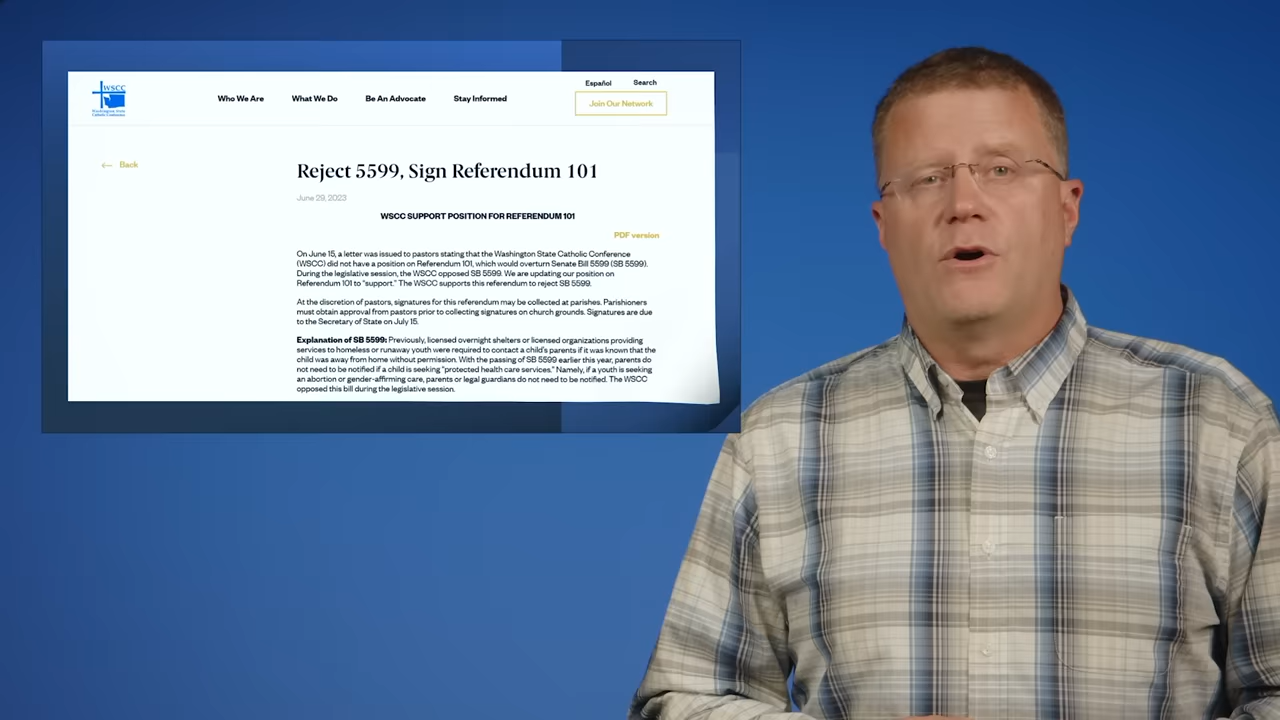 WSCC
Washington State
Catholic Conference
Who We Are
What We Do
Be An Advocate
Stay Informed
Español
Search
Join Our Network
← Back
Reject 5599, Sign Referendum 101
June 29, 2023
WSCC SUPPORT POSITION FOR REFERENDUM 101
PDF version
On June 15, a letter was issued to pastors stating that the Washington State Catholic Conference
(WSCC) did not have a position on Referendum 101, which would overturn Senate Bill 5599 (SB 5599).
During the legislative session, the WSCC opposed SB 5599. We are updating our position on
Referendum 101 to “support.” The WSCC supports this referendum to reject SB 5599.
At the discretion of pastors, signatures for this referendum may be collected at parishes. Parishioners
must obtain approval from pastors prior to collecting signatures on church grounds. Signatures are due
to the Secretary of State on July 15.
Explanation of SB 5599: Previously, licensed overnight shelters or licensed organizations providing
services to homeless or runaway youth were required to contact a child's parents if it was known that the
child was away from home without permission. With the passing of SB 5599 earlier this year, parents do
not need to be notified if a child is seeking “protected health care services.” Namely, if a youth is seeking
an abortion or gender-affirming care, parents or legal guardians do not need to be notified. The WSCC
opposed this bill during the legislative session.